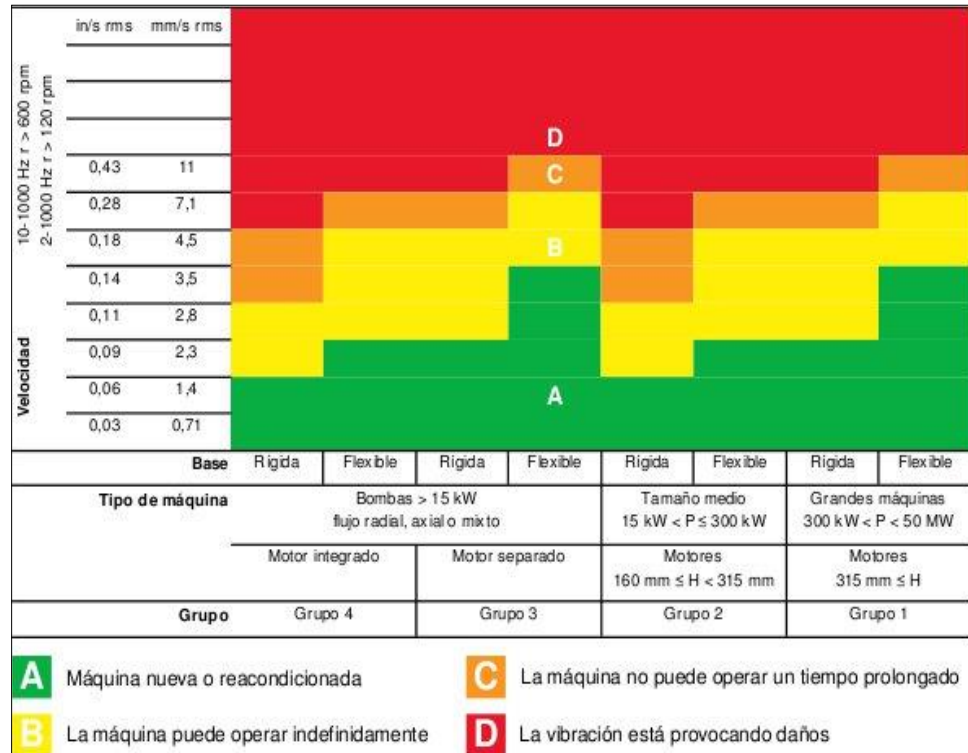 in/s rms mm/s rms
10-1000 Hz r > 600 rpm
2-1000 Hz r > 120 rpm
Velocidad
D
0,43 11
C
0,28 7,1
0,18 4,5
B
0,14 3,5
0,11 2,8
0,09 2,3
0,06 1,4
A
0,03 0,71
Base Rígida Flexible Rígida Flexible Rígida Flexible Rígida Flexible
Tipo de máquina
Bombas > 15 kW
flujo radial, axial o mixto
Tamaño medio
15 kW < P ≤ 300 kW
Grandes máquinas
300 kW < P < 50 MW
Motor integrado
Motor separado
Motores
160 mm ≤ H < 315 mm
Motores
315 mm ≤ H
Grupo Grupo 4 Grupo 3 Grupo 2 Grupo 1
A Máquina nueva o reacondicionada
C La máquina no puede operar un tiempo prolongado
B La máquina puede operar indefinidamente
D La vibración está provocando daños